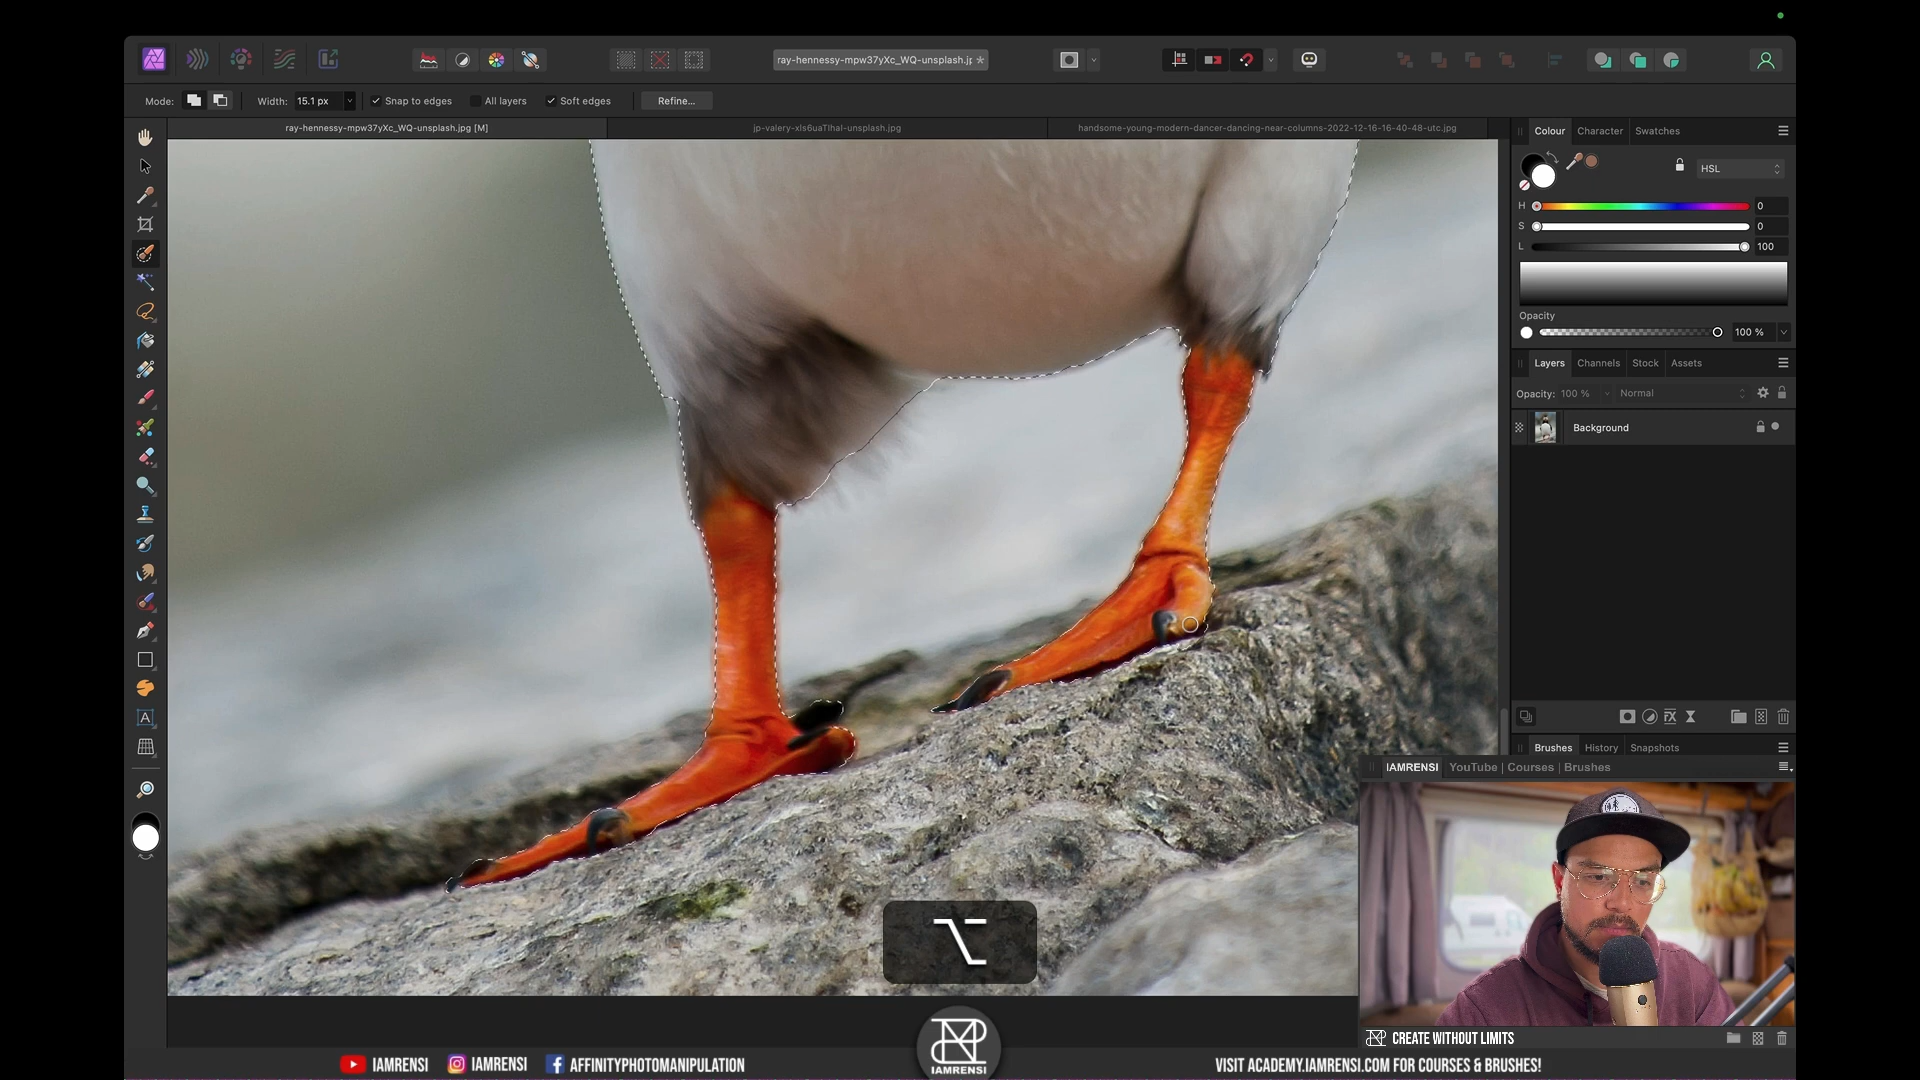 ray-hennessy-mpw37yXc_WQ-unsplash.jp *
Mode: Width: 15.1 px Snap to edges All layers Soft edges Refine...
ray-hennessy-mpw37yXc_WQ-unsplash.jpg [M] jp-valery-xls6uaTlhaI-unsplash.jpg handsome-young-modern-dancer-dancing-near-columns-2022-12-16-16-40-48-utc.jpg
Colour Character Swatches
HSL
H 0
S 0
L 100
Opacity
100 %
Layers Channels Stock Assets
Opacity: 100 % Normal
Background
Brushes History Snapshots
IAMRENSI YouTube | Courses | Brushes
CREATE WITHOUT LIMITS
IAMRENSI IAMRENSI AFFINITYPHOTOMANIPULATION
IAMRENSI
VISIT ACADEMY.IAMRENSI.COM FOR COURSES & BRUSHES!